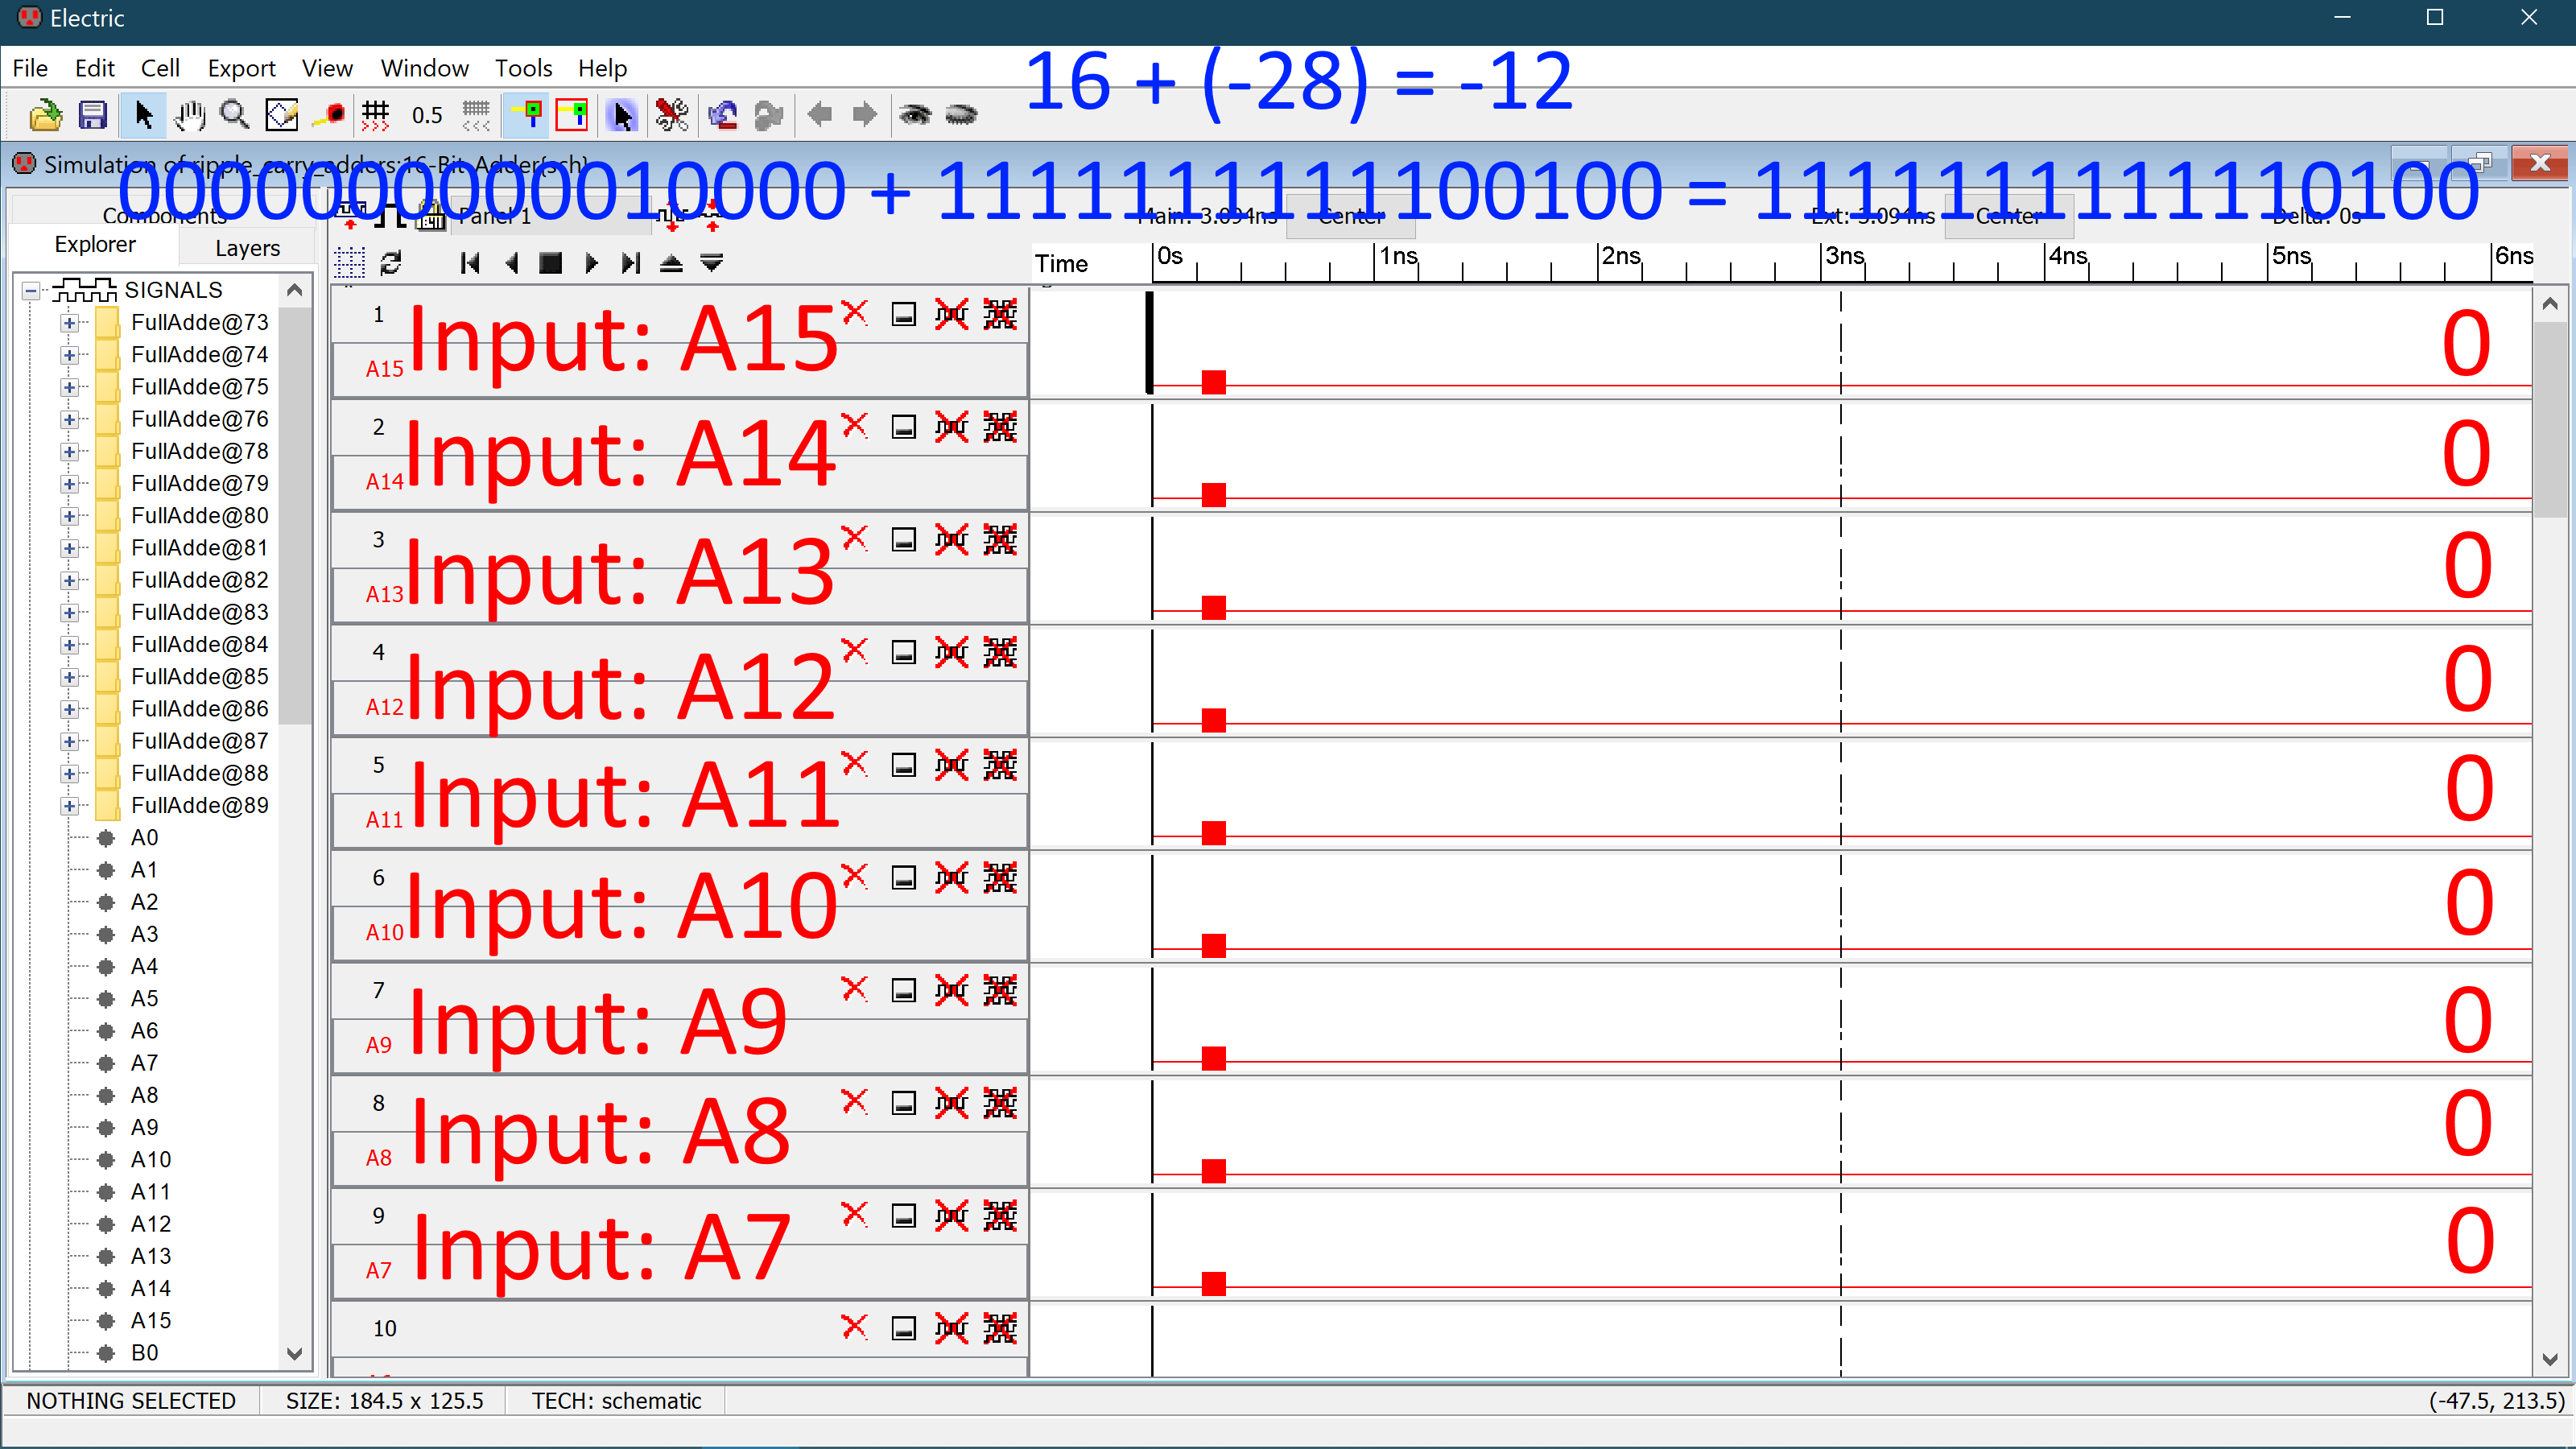 Electric
File Edit Cell Export View Window Tools Help
16 + (-28) = -12
0.5
Simulation of ripple_carry_adders:16-Bit-Adder{sch}
0000000000010000 + 1111111111100100 = 1111111111110100
Components
Panel 1
Main: 3.094ns Center Ext: 3.094ns Center Delta: 0s
Explorer Layers
Time 0s 1ns 2ns 3ns 4ns 5ns 6ns
SIGNALS
FullAdde@73
FullAdde@74
FullAdde@75
FullAdde@76
FullAdde@78
FullAdde@79
FullAdde@80
FullAdde@81
FullAdde@82
FullAdde@83
FullAdde@84
FullAdde@85
FullAdde@86
FullAdde@87
FullAdde@88
FullAdde@89
A0
A1
A2
A3
A4
A5
A6
A7
A8
A9
A10
A11
A12
A13
A14
A15
B0
1 Input: A15 0
A15
2 Input: A14 0
A14
3 Input: A13 0
A13
4 Input: A12 0
A12
5 Input: A11 0
A11
6 Input: A10 0
A10
7 Input: A9 0
A9
8 Input: A8 0
A8
9 Input: A7 0
A7
10
NOTHING SELECTED SIZE: 184.5 x 125.5 TECH: schematic (-47.5, 213.5)